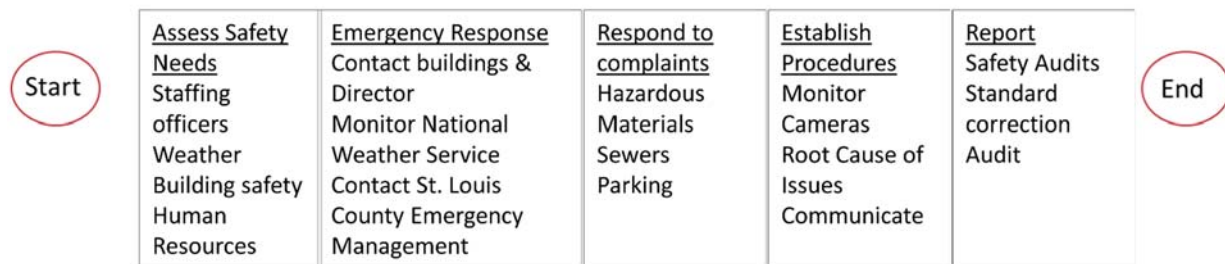 Start
Assess Safety
Needs
Staffing
officers
Weather
Building safety
Human
Resources
Emergency Response
Contact buildings &
Director
Monitor National
Weather Service
Contact St. Louis
County Emergency
Management
Respond to
complaints
Hazardous
Materials
Sewers
Parking
Establish
Procedures
Monitor
Cameras
Root Cause of
Issues
Communicate
Report
Safety Audits
Standard
correction
Audit
End